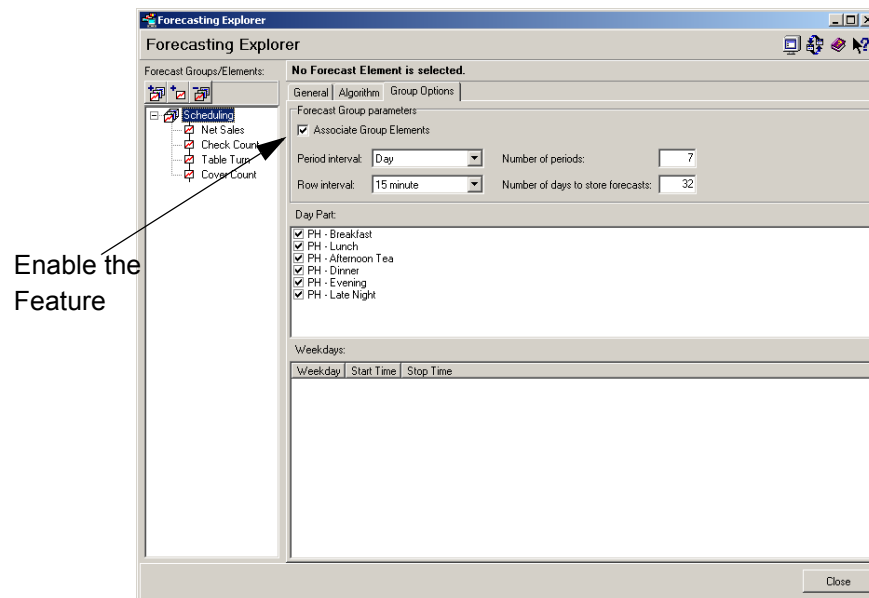 Forecasting Explorer
Forecasting Explorer
Forecast Groups/Elements:
No Forecast Element is selected.
General Algorithm Group Options
Scheduling
Net Sales
Check Count
Table Turn
Cover Count
Forecast Group parameters
Associate Group Elements
Period interval: Day Number of periods: 7
Row interval: 15 minute Number of days to store forecasts: 32
Day Part:
PH - Breakfast
PH - Lunch
PH - Afternoon Tea
PH - Dinner
PH - Evening
PH - Late Night
Enable the
Feature
Weekdays:
Weekday Start Time Stop Time
Close